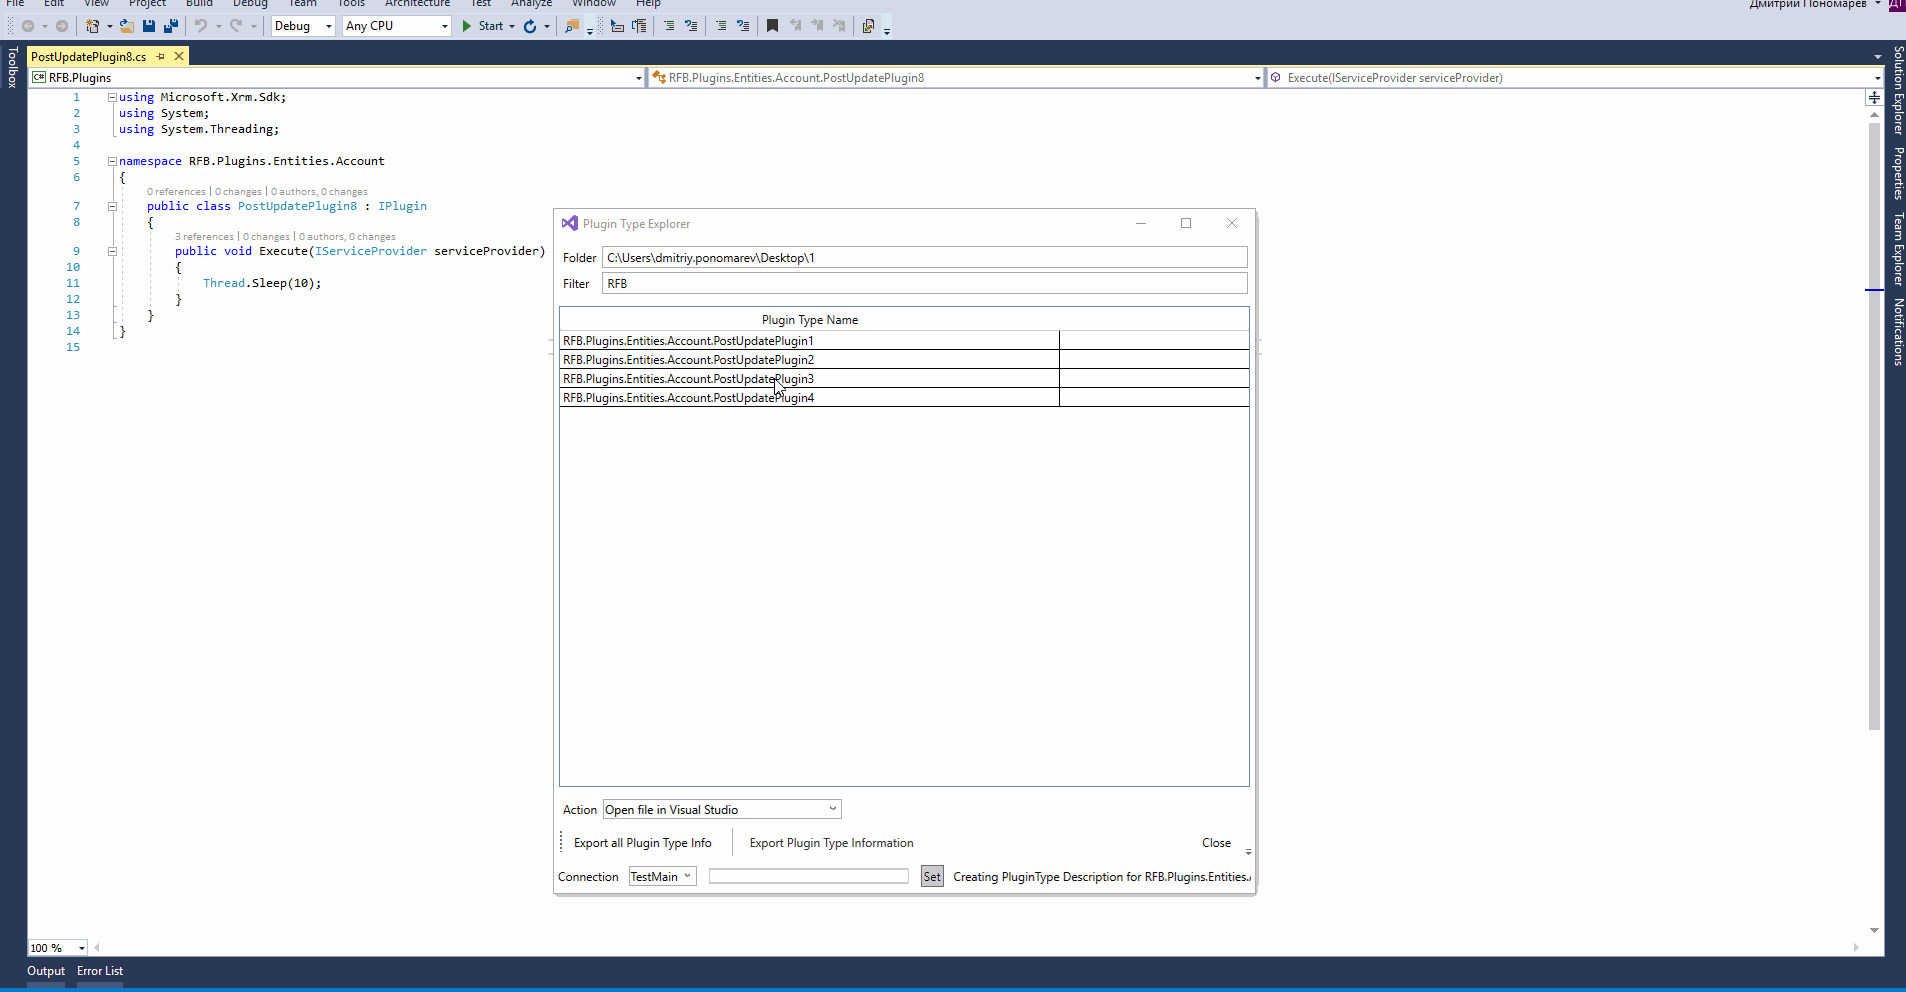 File Edit View Project Build Debug Team Tools Architecture Test Analyze Window Help Дмитрий Пономарев ДП
Debug Any CPU Start
Toolbox
PostUpdatePlugin8.cs
C# RFB.Plugins RFB.Plugins.Entities.Account.PostUpdatePlugin8 Execute(IServiceProvider serviceProvider)
1 using Microsoft.Xrm.Sdk;
2 using System;
3 using System.Threading;
4
5 namespace RFB.Plugins.Entities.Account
6 {
0 references | 0 changes | 0 authors, 0 changes
7 public class PostUpdatePlugin8 : IPlugin
8 {
3 references | 0 changes | 0 authors, 0 changes
9 public void Execute(IServiceProvider serviceProvider)
10 {
11 Thread.Sleep(10);
12 }
13 }
14 }
15
Plugin Type Explorer
Folder C:\Users\dmitriy.ponomarev\Desktop\1
Filter RFB
Plugin Type Name
RFB.Plugins.Entities.Account.PostUpdatePlugin1
RFB.Plugins.Entities.Account.PostUpdatePlugin2
RFB.Plugins.Entities.Account.PostUpdatePlugin3
RFB.Plugins.Entities.Account.PostUpdatePlugin4
Action Open file in Visual Studio
Export all Plugin Type Info Export Plugin Type Information Close
Connection TestMain Set Creating PluginType Description for RFB.Plugins.Entities.
Solution Explorer
Properties
Team Explorer
Notifications
100 %
Output Error List